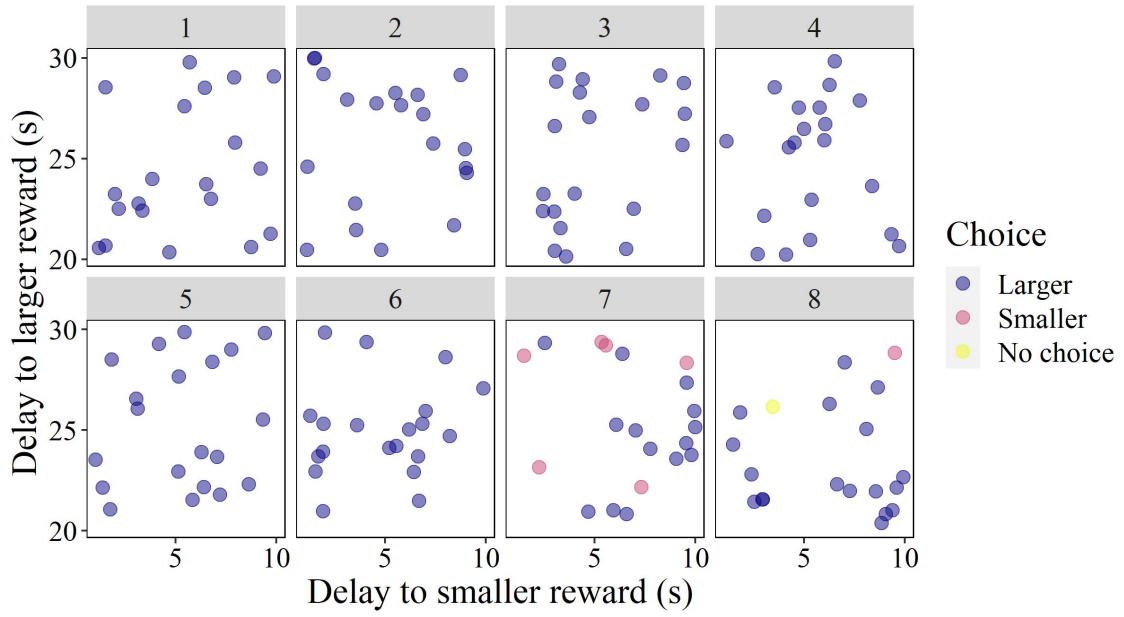 1 2 3 4
Delay to larger reward (s)
30
25
20
5 6 7 8
30
25
20
5 10 5 10 5 10 5 10
Delay to smaller reward (s)
Choice
Larger
Smaller
No choice